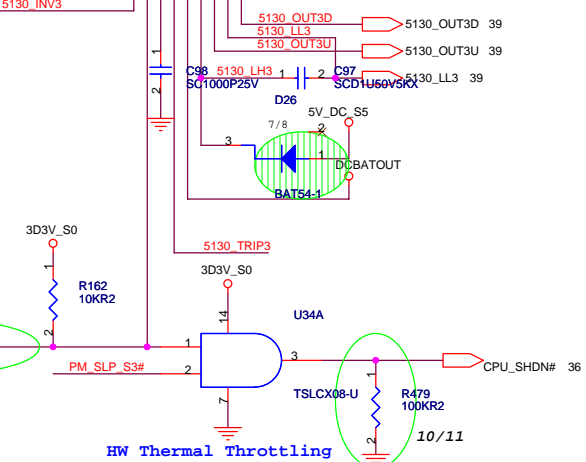 5130_INV3
5130_OUT3D
5130_OUT3D 39
5130_LL3
5130_OUT3U
5130_OUT3U 39
1
2
C98
SC1000P25V
5130_LH3
1
2
C97
SCD1U50V5KX
5130_LL3 39
D26
5V_DC_S5
7/8
2
3
1
DCBATOUT
BAT54-1
5130_TRIP3
3D3V_S0
3D3V_S0
1
R162
10KR2
2
14
U34A
1
3
PM_SLP_S3#
2
CPU_SHDN# 36
7
TSLCX08-U
1
R479
100KR2
2
10/11
HW Thermal Throttling